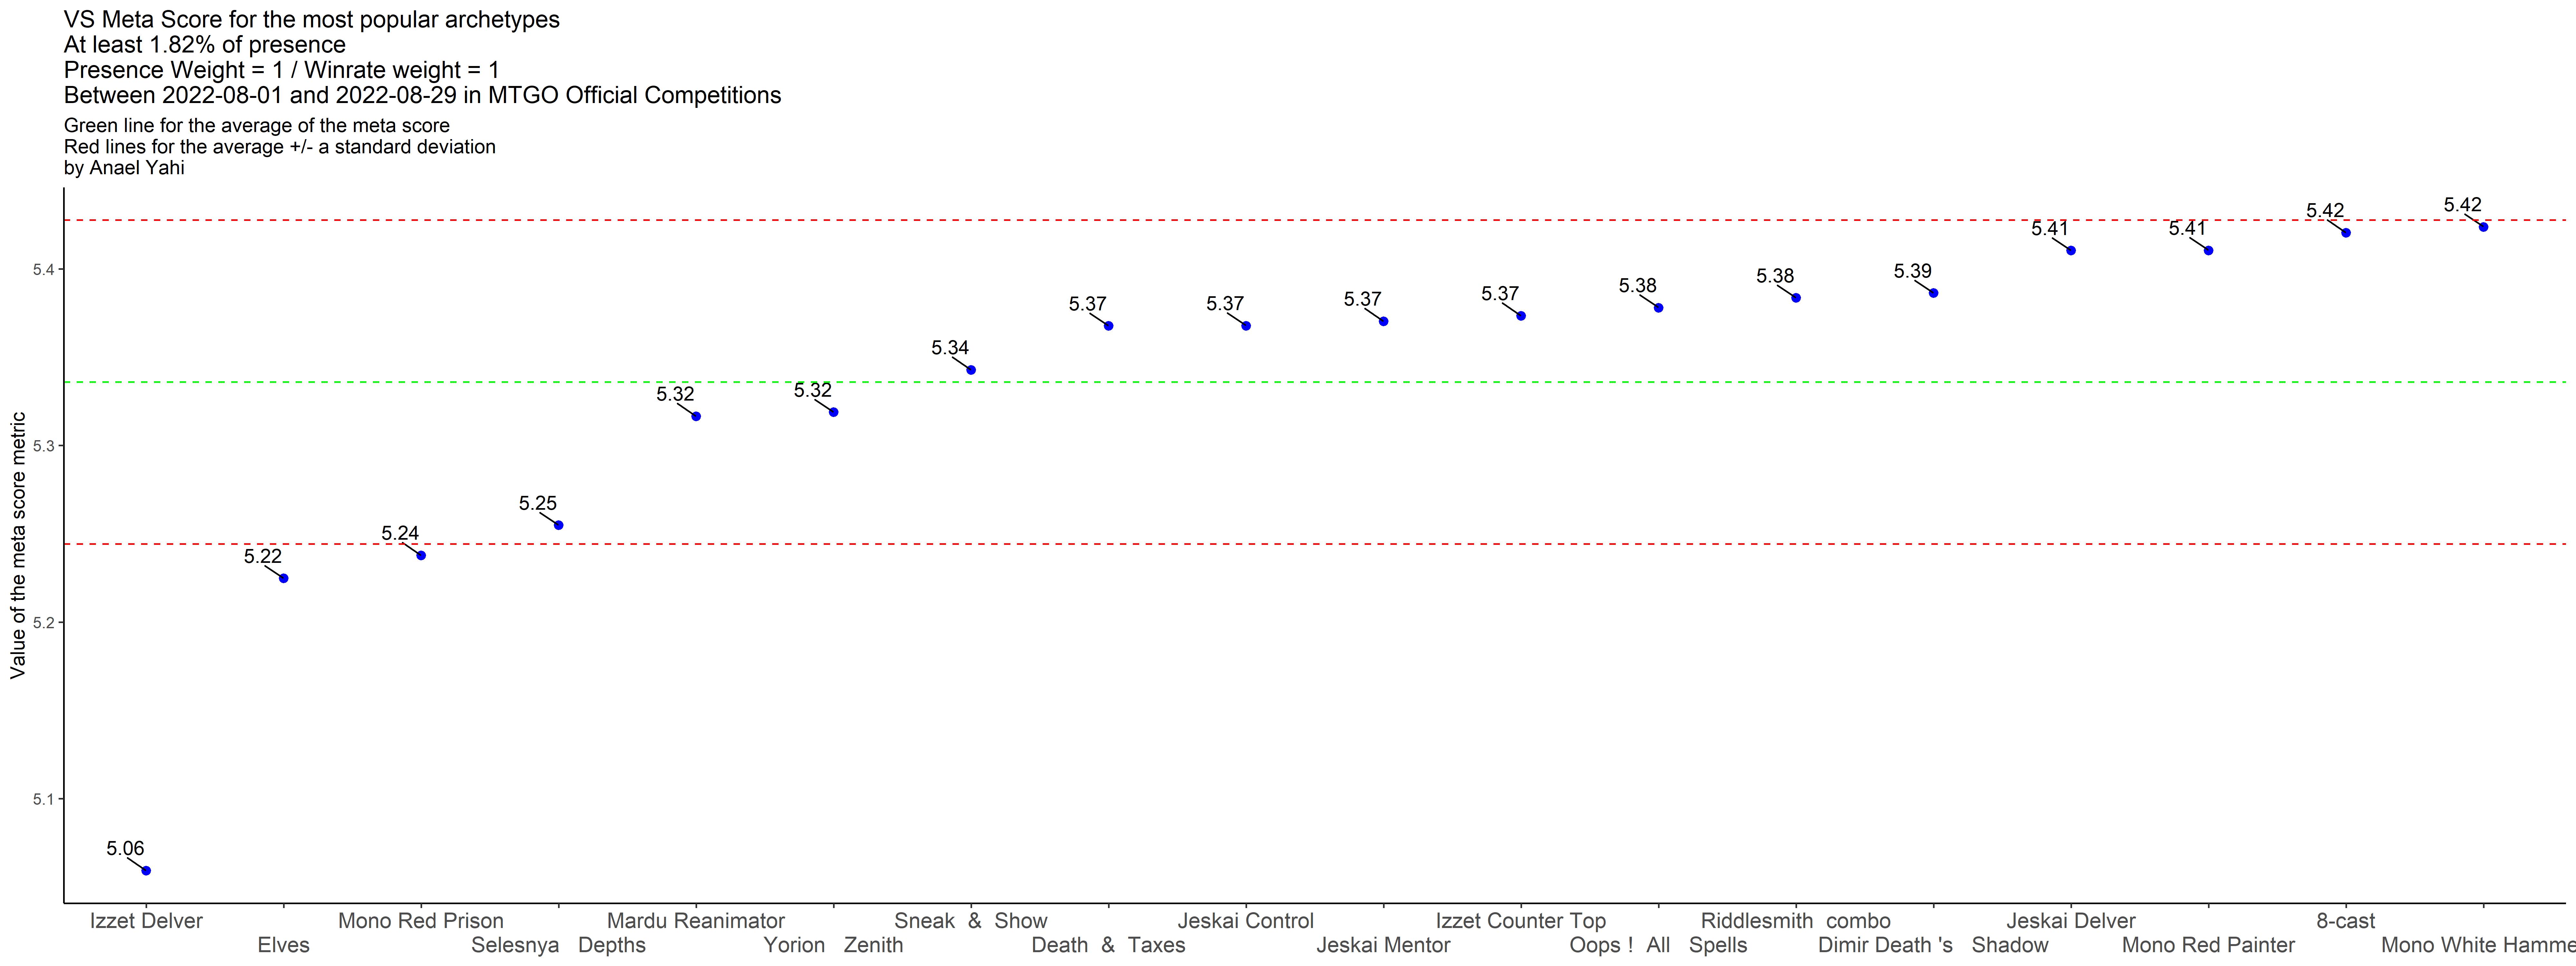 VS Meta Score for the most popular archetypes
At least 1.82% of presence
Presence Weight = 1 / Winrate weight = 1
Between 2022-08-01 and 2022-08-29 in MTGO Official Competitions
Green line for the average of the meta score
Red lines for the average +/- a standard deviation
by Anael Yahi
Value of the meta score metric
5.4
5.3
5.2
5.1
5.06
5.22
5.24
5.25
5.32
5.32
5.34
5.37
5.37
5.37
5.37
5.38
5.38
5.39
5.41
5.41
5.42
5.42
Izzet Delver
Elves
Mono Red Prison
Selesnya Depths
Mardu Reanimator
Yorion Zenith
Sneak & Show
Death & Taxes
Jeskai Control
Jeskai Mentor
Izzet Counter Top
Oops ! All Spells
Riddlesmith combo
Dimir Death 's Shadow
Jeskai Delver
Mono Red Painter
8-cast
Mono White Hamme